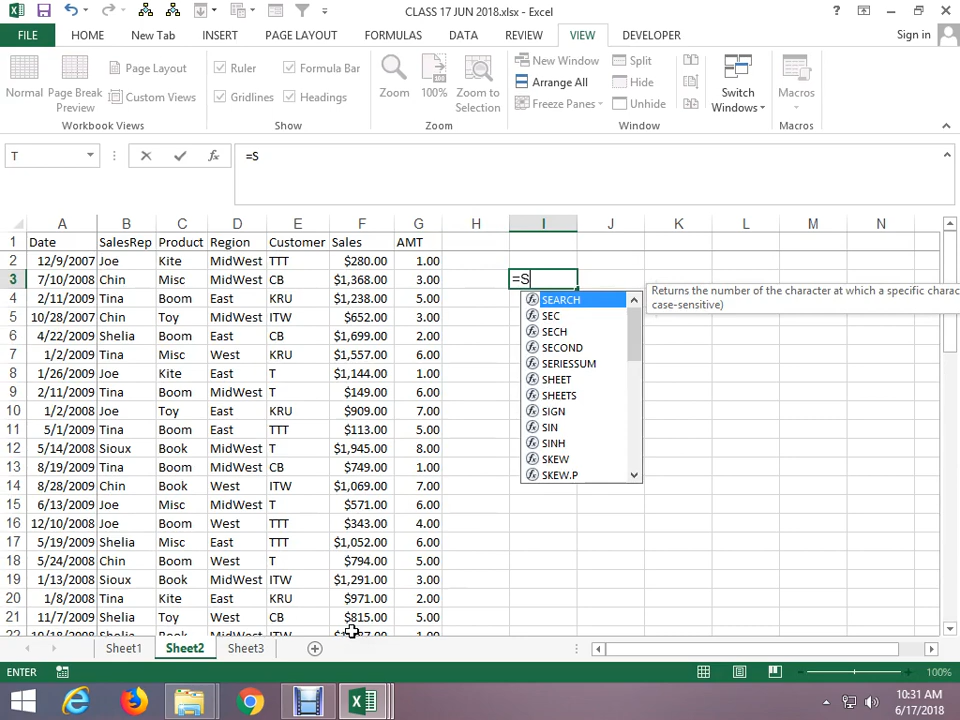 CLASS 17 JUN 2018.xlsx - Excel
FILE HOME New Tab INSERT PAGE LAYOUT FORMULAS DATA REVIEW VIEW DEVELOPER Sign in
Normal Page Break Preview Page Layout Custom Views
Workbook Views
Ruler Formula Bar
Gridlines Headings
Show
Zoom 100% Zoom to Selection
Zoom
New Window Split
Arrange All Hide
Freeze Panes Unhide
Switch Windows
Window
Macros
Macros
T =S
A B C D E F G H I J K L M N
1 Date SalesRep Product Region Customer Sales AMT
2 12/9/2007 Joe Kite MidWest TTT $280.00 1.00
3 7/10/2008 Chin Misc MidWest CB $1,368.00 3.00 =S
4 2/11/2009 Tina Boom East KRU $1,238.00 5.00
5 10/28/2007 Chin Toy MidWest ITW $652.00 3.00
6 4/22/2009 Shelia Boom East CB $1,699.00 2.00
7 1/2/2009 Tina Misc West KRU $1,557.00 6.00
8 1/26/2009 Joe Kite East T $1,144.00 1.00
9 2/11/2009 Tina Boom MidWest T $149.00 6.00
10 1/2/2008 Joe Toy East KRU $909.00 7.00
11 5/1/2009 Tina Boom East TTT $113.00 5.00
12 5/14/2008 Sioux Book MidWest T $1,945.00 8.00
13 8/19/2009 Tina Boom MidWest CB $749.00 1.00
14 8/28/2009 Chin Book West ITW $1,069.00 7.00
15 6/13/2009 Joe Misc MidWest T $571.00 6.00
16 12/10/2008 Joe Boom West TTT $343.00 4.00
17 5/19/2008 Shelia Misc East TTT $1,052.00 6.00
18 5/24/2008 Chin Boom West T $794.00 5.00
19 1/13/2008 Sioux Book MidWest ITW $1,291.00 3.00
20 1/8/2008 Tina Kite East KRU $971.00 2.00
21 11/7/2009 Shelia Toy West CB $815.00 5.00
22 10/18/2008 Shelia Book MidWest ITW 1.00
SEARCH
SEC
SECH
SECOND
SERIESSUM
SHEET
SHEETS
SIGN
SIN
SINH
SKEW
SKEW.P
Returns the number of the character at which a specific charac
case-sensitive)
Sheet1 Sheet2 Sheet3
ENTER 100%
10:31 AM
6/17/2018